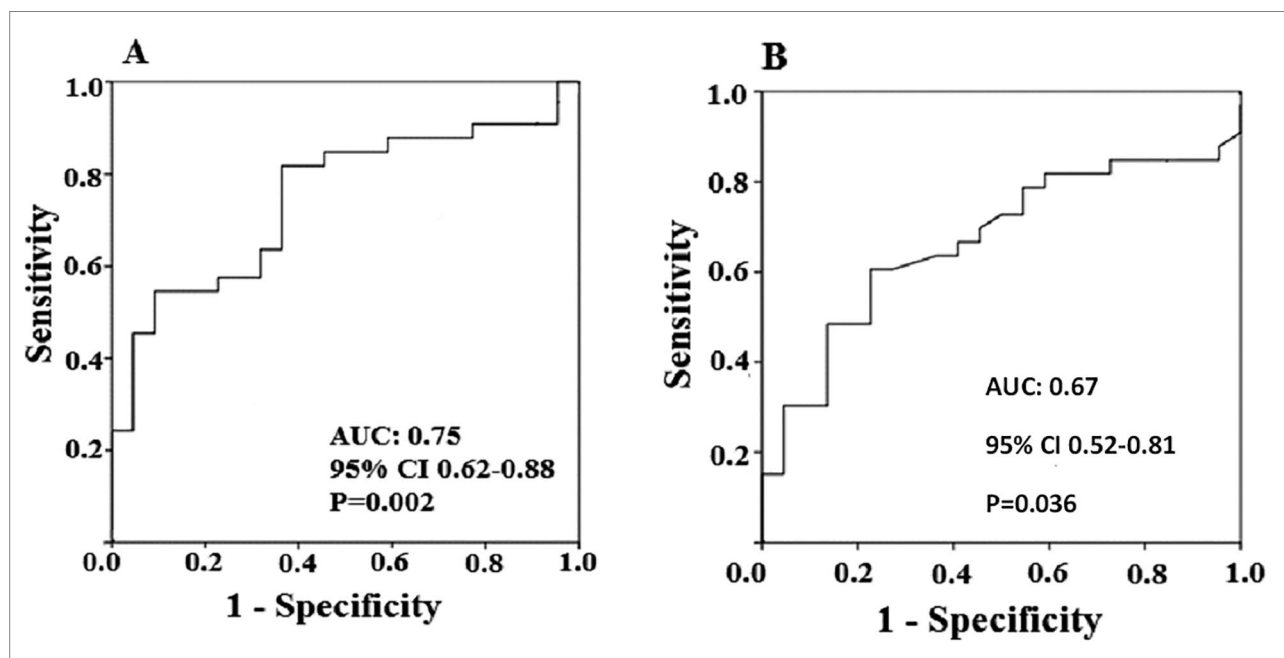 A
1.0
0.8
0.6
0.4
0.2
0.0 0.2 0.4 0.6 0.8 1.0
Sensitivity
1 - Specificity
AUC: 0.75
95% CI 0.62-0.88
P=0.002
B
1.0
0.8
0.6
0.4
0.2
0.0 0.2 0.4 0.6 0.8 1.0
Sensitivity
1 - Specificity
AUC: 0.67
95% CI 0.52-0.81
P=0.036